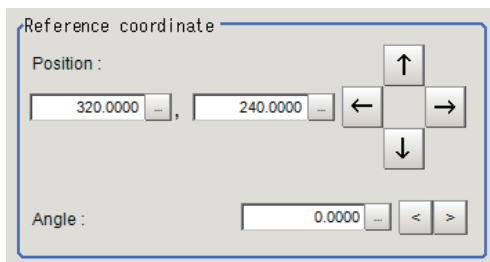 Reference coordinate
Position :
↑
320.0000 ... , 240.0000 ... ← →
↓
Angle : 0.0000 ... < >